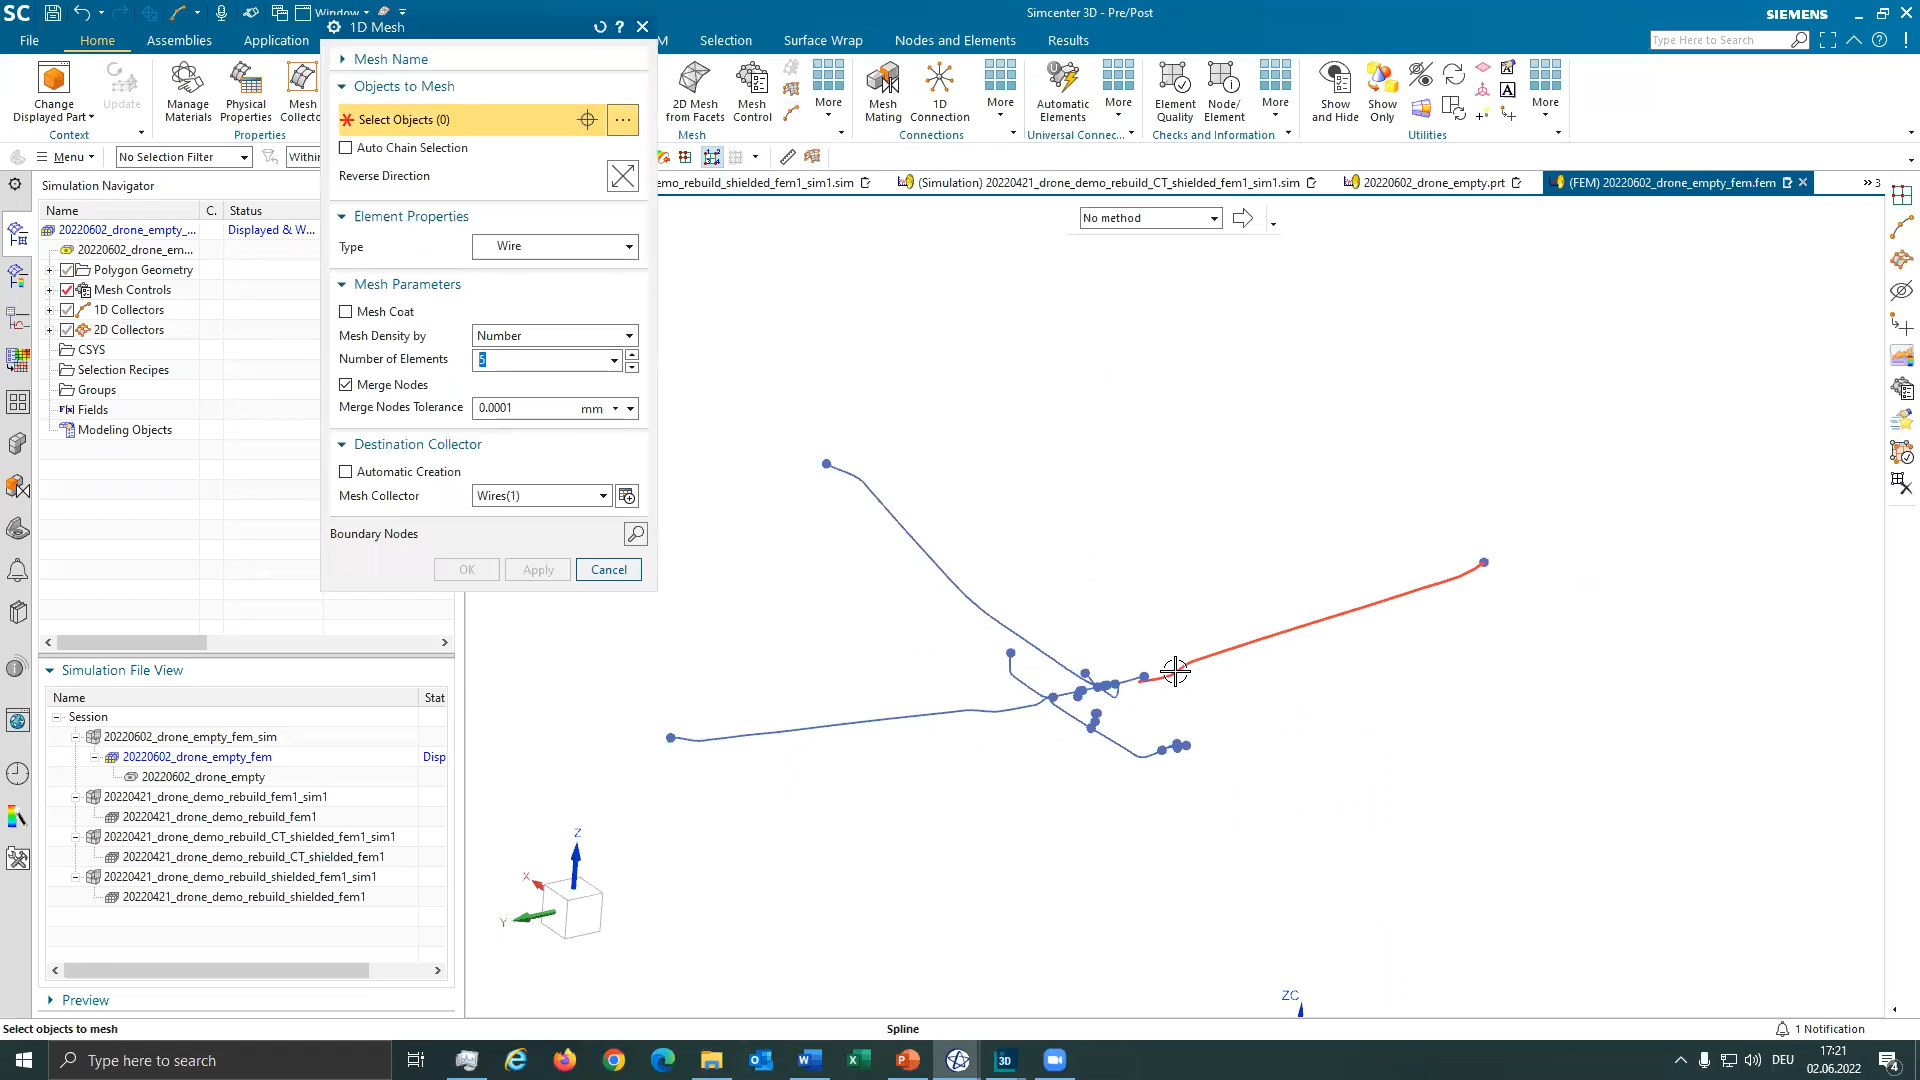 SC
Window
Simcenter 3D - Pre/Post
SIEMENS
File
Home
Assemblies
Application
1D Mesh
M
Selection
Surface Wrap
Nodes and Elements
Results
Type Here to Search
Change
Displayed Part
Update
Context
Manage
Materials
Physical
Properties
Mesh
Collec
Properties
2D Mesh
from Facets
Mesh
Control
More
Mesh
Mesh
Mating
1D
Connection
More
Connections
Automatic
Elements
More
Universal Connec...
Element
Quality
Node/
Element
More
Checks and Information
Show
and Hide
Show
Only
More
Utilities
Menu
No Selection Filter
Within
Mesh Name
Objects to Mesh
Select Objects (0)
Auto Chain Selection
Reverse Direction
Element Properties
Type
Wire
Mesh Parameters
Mesh Coat
Mesh Density by
Number
Number of Elements
5
Merge Nodes
Merge Nodes Tolerance
0.0001
mm
Destination Collector
Automatic Creation
Mesh Collector
Wires(1)
Boundary Nodes
OK
Apply
Cancel
emo_rebuild_shielded_fem1_sim1.sim
(Simulation) 20220421_drone_demo_rebuild_CT_shielded_fem1_sim1.sim
20220602_drone_empty.prt
(FEM) 20220602_drone_empty_fem.fem
3
No method
Simulation Navigator
Name
C.
Status
20220602_drone_empty_...
Displayed & W...
20220602_drone_em...
Polygon Geometry
Mesh Controls
1D Collectors
2D Collectors
CSYS
Selection Recipes
Groups
Fields
Modeling Objects
Simulation File View
Name
Stat
Session
20220602_drone_empty_fem_sim
20220602_drone_empty_fem
Disp
20220602_drone_empty
20220421_drone_demo_rebuild_fem1_sim1
20220421_drone_demo_rebuild_fem1
20220421_drone_demo_rebuild_CT_shielded_fem1_sim1
20220421_drone_demo_rebuild_CT_shielded_fem1
20220421_drone_demo_rebuild_shielded_fem1_sim1
20220421_drone_demo_rebuild_shielded_fem1
Preview
Z
X
Y
ZC
Select objects to mesh
Spline
1 Notification
Type here to search
3D
DEU
17:21
02.06.2022
4